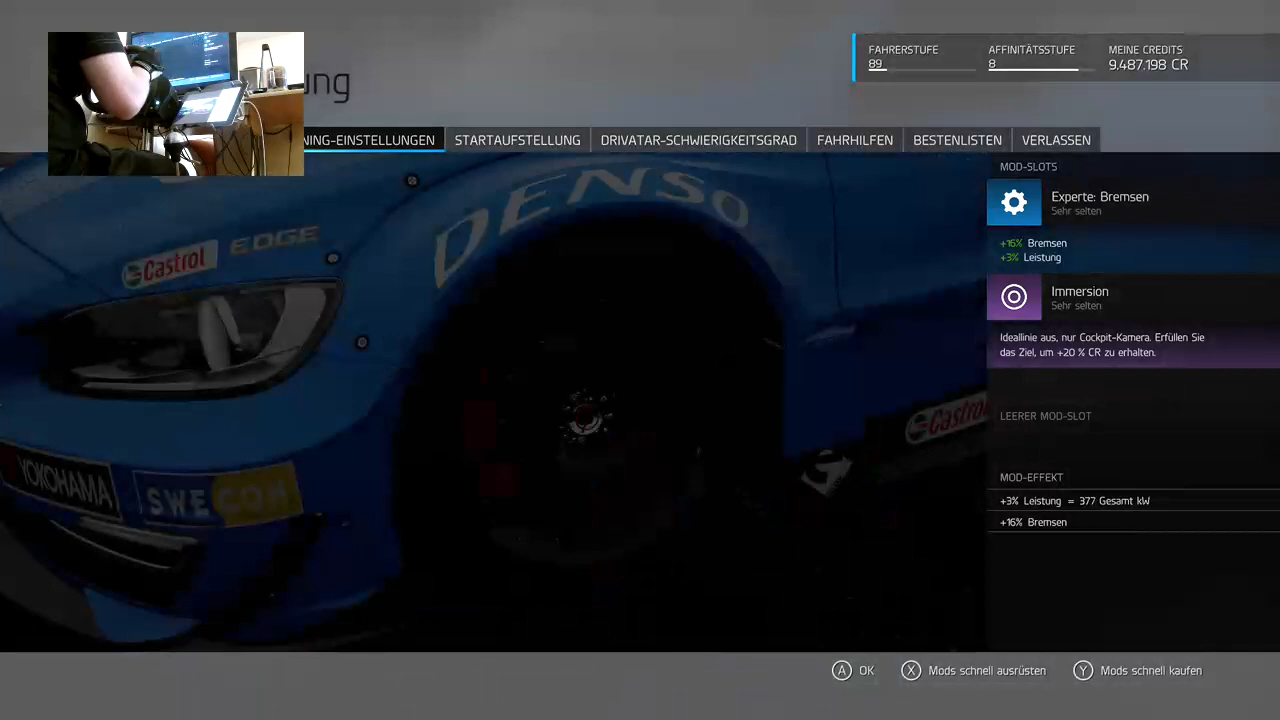 ung
FAHRERSTUFE
89
AFFINITÄTSSTUFE
8
MEINE CREDITS
9.487.198 CR
NING-EINSTELLUNGEN
STARTAUFSTELLUNG
DRIVATAR-SCHWIERIGKEITSGRAD
FAHRHILFEN
BESTENLISTEN
VERLASSEN
MOD-SLOTS
Experte: Bremsen
Sehr selten
+16% Bremsen
+3% Leistung
Immersion
Sehr selten
Ideallinie aus, nur Cockpit-Kamera. Erfüllen Sie
das Ziel, um +20 % CR zu erhalten.
LEERER MOD-SLOT
MOD-EFFEKT
+3% Leistung = 377 Gesamt kW
+16% Bremsen
DENSO
Castrol EDGE
Castrol
YOKOHAMA
SWECON
A OK
X Mods schnell ausrüsten
Y Mods schnell kaufen